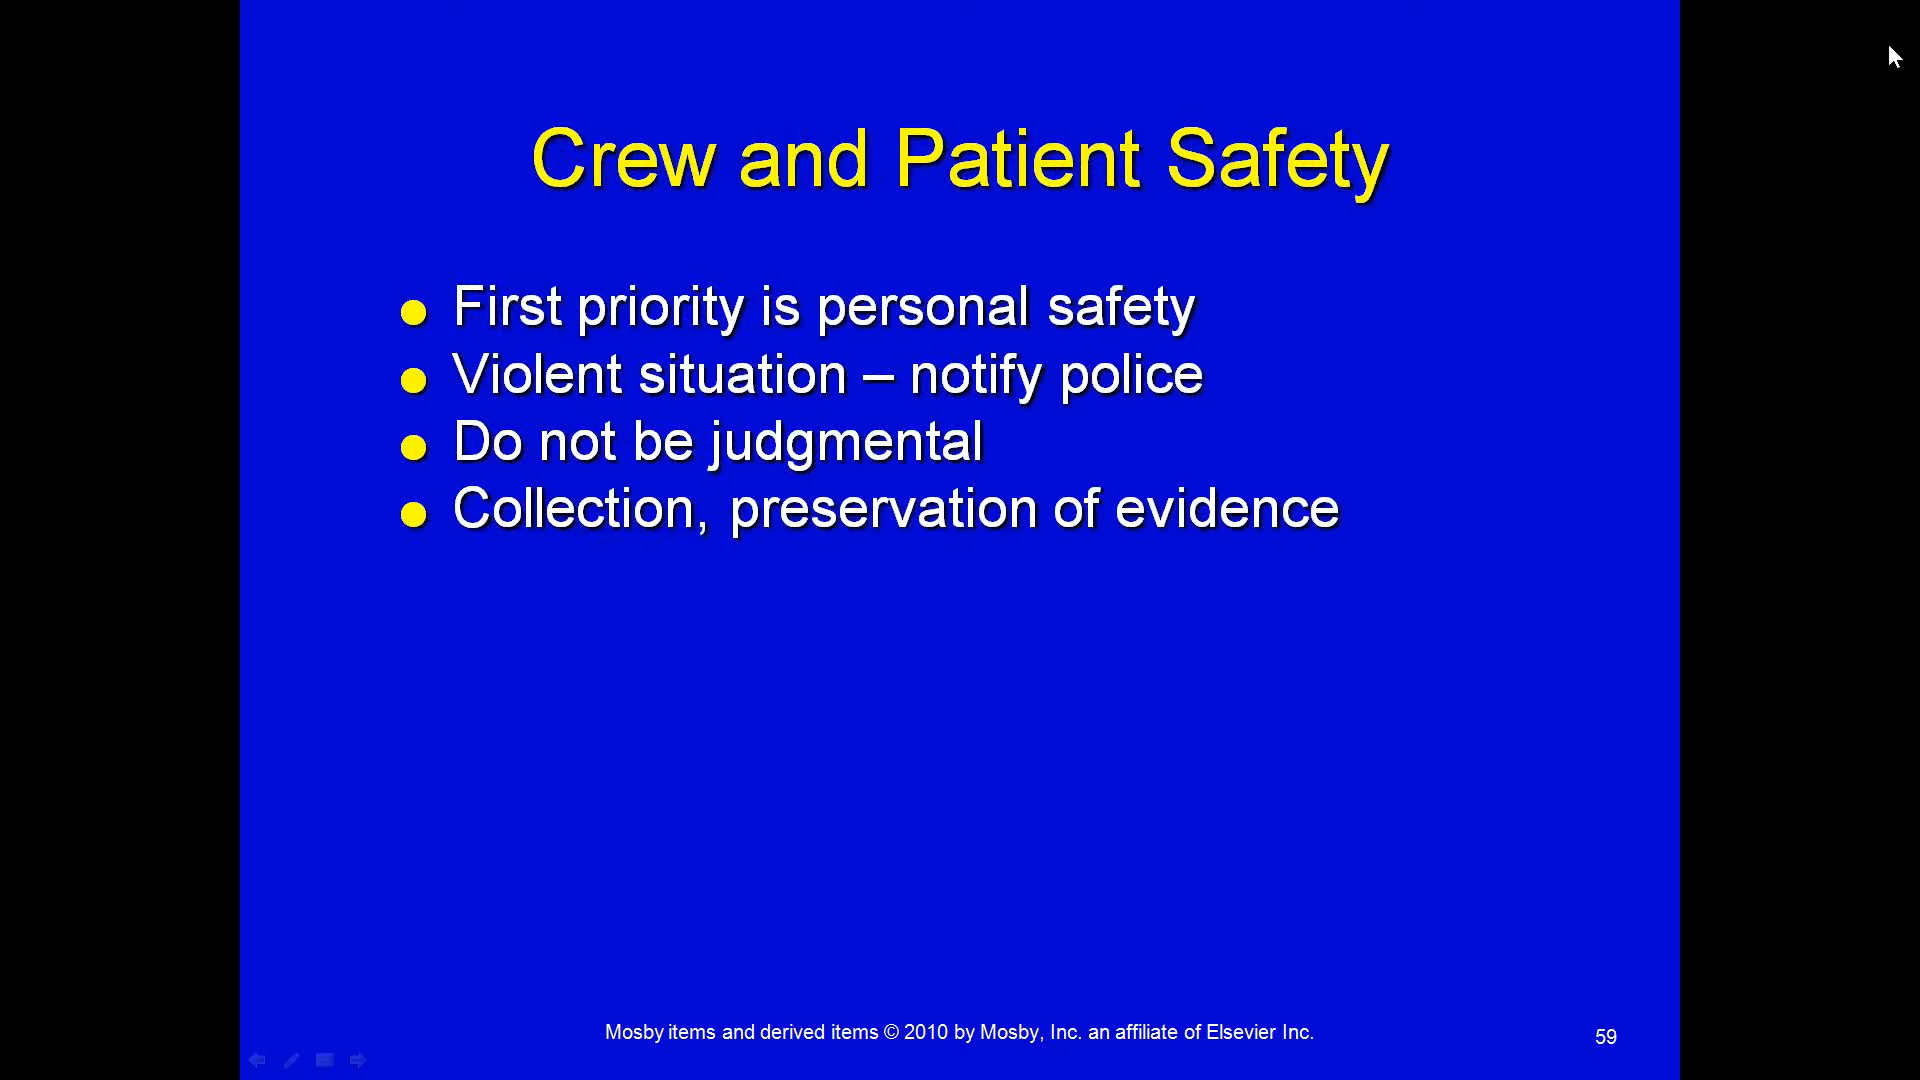 Crew and Patient Safety
First priority is personal safety
Violent situation – notify police
Do not be judgmental
Collection, preservation of evidence
Mosby items and derived items © 2010 by Mosby, Inc. an affiliate of Elsevier Inc.
59